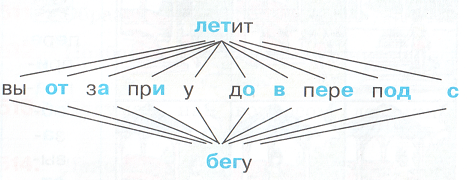 летит
вы от за при у до в пере под с
бегу